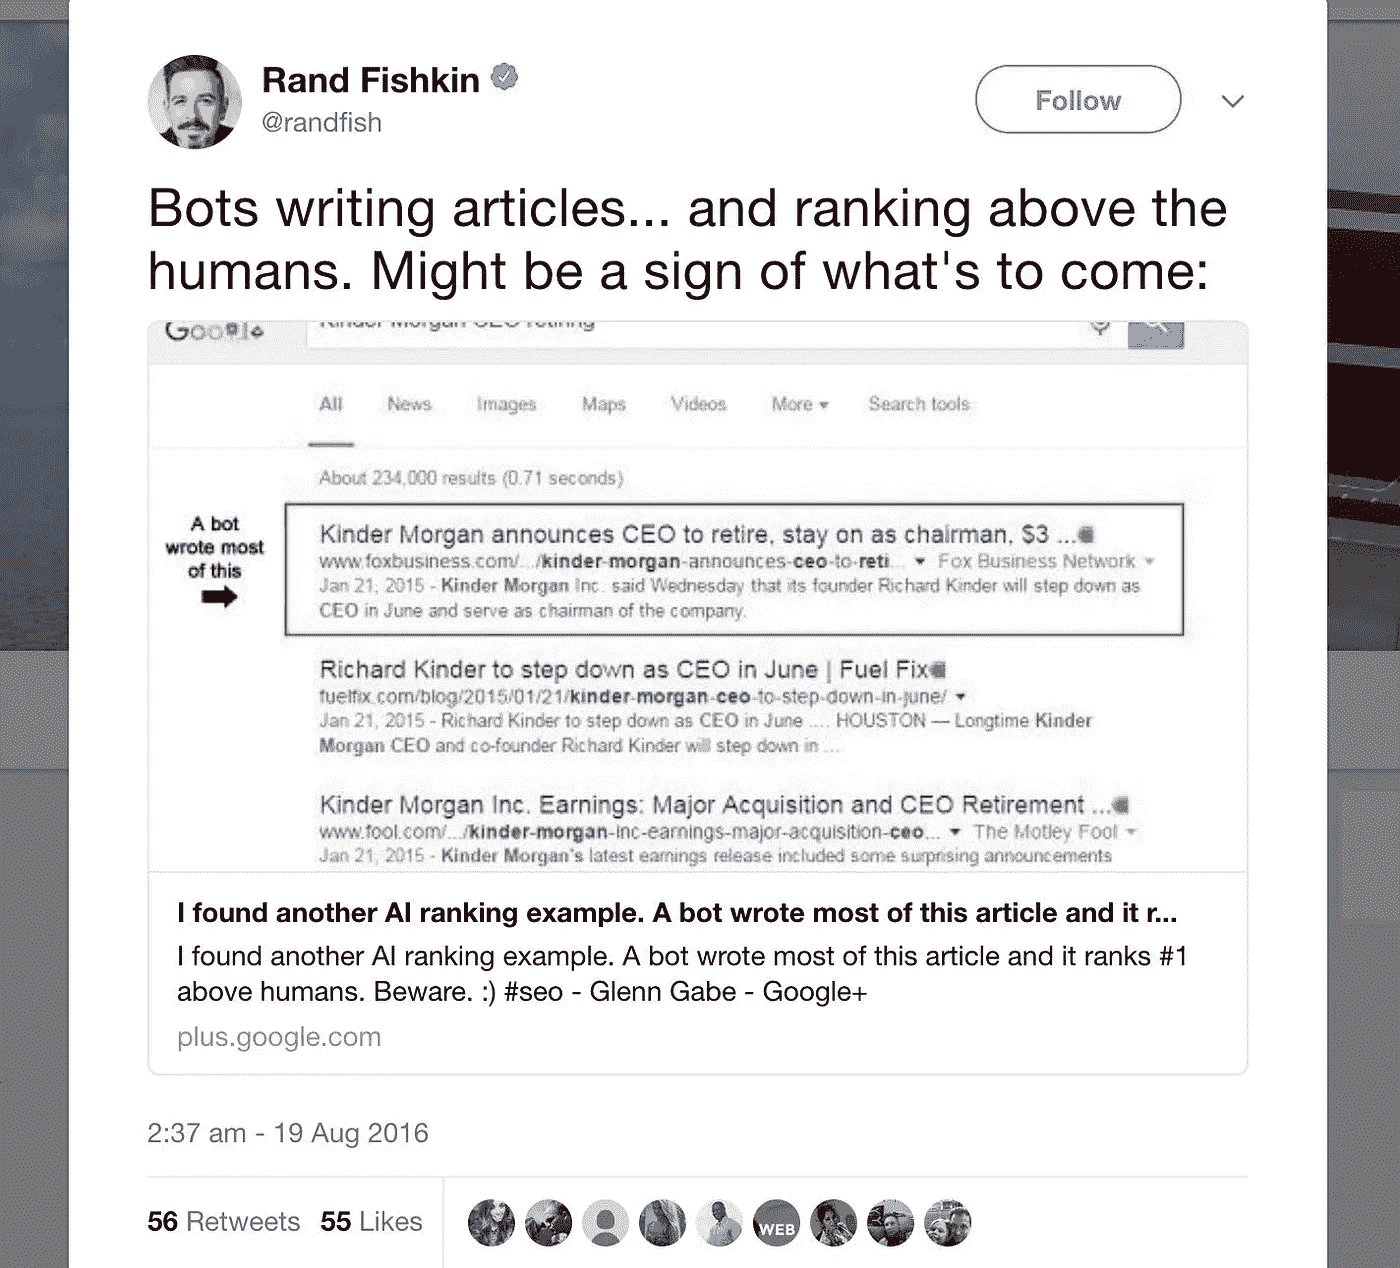 Rand Fishkin
@randfish
Follow
Bots writing articles... and ranking above the
humans. Might be a sign of what's to come:
Google
Kinder Morgan CEO retiring
All News Images Maps Videos More Search tools
About 234,000 results (0.71 seconds)
A bot
wrote most
of this
Kinder Morgan announces CEO to retire, stay on as chairman, $3 ...
www.foxbusiness.com/.../kinder-morgan-announces-ceo-to-reti... Fox Business Network
Jan 21, 2015 - Kinder Morgan Inc. said Wednesday that its founder Richard Kinder will step down as
CEO in June and serve as chairman of the company.
Richard Kinder to step down as CEO in June | Fuel Fix
fuelfix.com/blog/2015/01/21/kinder-morgan-ceo-to-step-down-in-june/
Jan 21, 2015 - Richard Kinder to step down as CEO in June .... HOUSTON — Longtime Kinder
Morgan CEO and co-founder Richard Kinder will step down in ...
Kinder Morgan Inc. Earnings: Major Acquisition and CEO Retirement ...
www.fool.com/.../kinder-morgan-inc-earnings-major-acquisition-ceo... The Motley Fool
Jan 21, 2015 - Kinder Morgan's latest earnings release included some surprising announcements
I found another AI ranking example. A bot wrote most of this article and it r...
I found another AI ranking example. A bot wrote most of this article and it ranks #1
above humans. Beware. :) #seo - Glenn Gabe - Google+
plus.google.com
2:37 am - 19 Aug 2016
56 Retweets 55 Likes
WEB